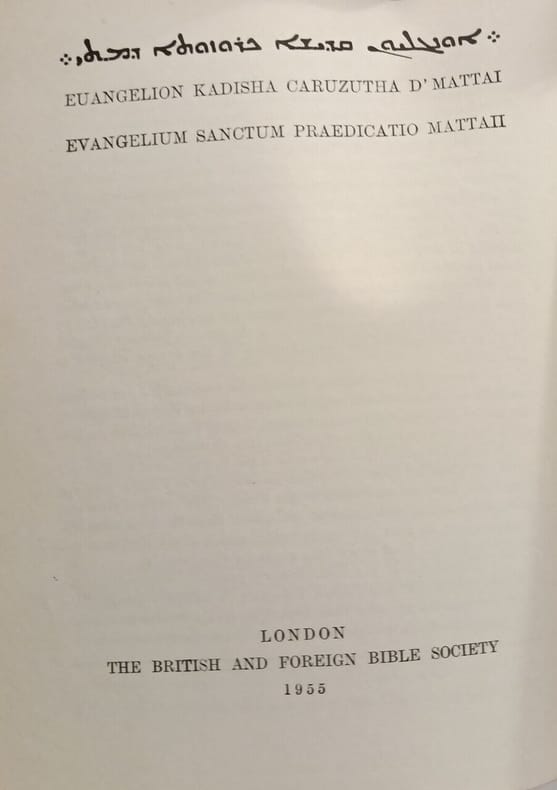 ܀ ܐܘܢܓܠܝܘܢ ܩܕܝܫܐ ܟܪܘܙܘܬܐ ܕܡܬܝ ܀
EUANGELION KADISHA CARUZUTHA D' MATTAI
EVANGELIUM SANCTUM PRAEDICATIO MATTAII
LONDON
THE BRITISH AND FOREIGN BIBLE SOCIETY
1955